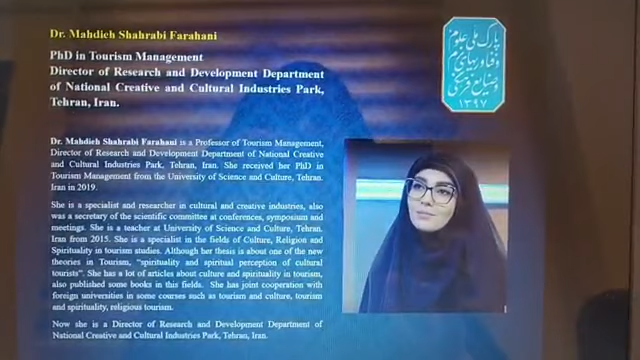 Dr. Mahdieh Shahrabi Farahani
PhD in Tourism Management
Director of Research and Development Department
of National Creative and Cultural Industries Park,
Tehran, Iran.
پارک ملی علوم
و فناوریهای نرم
و صنایع فرهنگی
۱۳۹۷
Dr. Mahdieh Shahrabi Farahani is a Professor of Tourism Management,
Director of Research and Development Department of National Creative
and Cultural Industries Park, Tehran, Iran. She received her PhD in
Tourism Management from the University of Science and Culture, Tehran.
Iran in 2019.
She is a specialist and researcher in cultural and creative industries, also
was a secretary of the scientific committee at conferences, symposium and
meetings. She is a teacher at University of Science and Culture, Tehran.
Iran from 2015. She is a specialist in the fields of Culture, Religion and
Spirituality in tourism studies. Although her thesis is about one of the new
theories in Tourism, "spirituality and spiritual perception of cultural
tourists". She has a lot of articles about culture and spirituality in tourism,
also published some books in this fields. She has joint cooperation with
foreign universities in some courses such as tourism and culture, tourism
and spirituality, religious tourism.
Now she is a Director of Research and Development Department of
National Creative and Cultural Industries Park, Tehran, Iran.